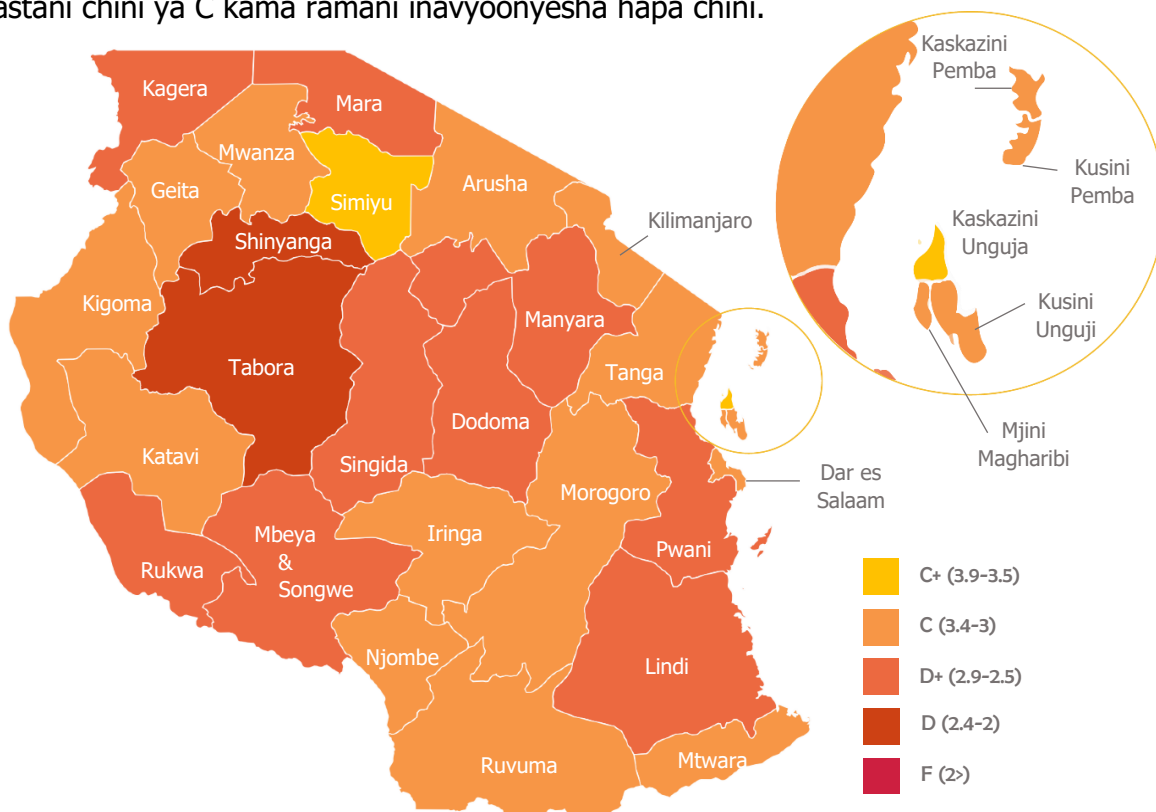 astani chini ya C kama ramani inavyoonyesha hapa chini.
Kaskazini
Pemba
Kagera
Mara
Mwanza
Kusini
Pemba
Geita
Arusha
Simiyu
Kilimanjaro
Kaskazini
Unguja
Shinyanga
Kigoma
Kusini
Unguji
Manyara
Tabora
Tanga
Dodoma
Mjini
Magharibi
Katavi
Singida
Dar es
Salaam
Morogoro
Mbeya
&
Songwe
Iringa
Pwani
Rukwa
C+ (3.9-3.5)
C (3.4-3)
Njombe
Lindi
D+ (2.9-2.5)
D (2.4-2)
Ruvuma
Mtwara
F (2>)